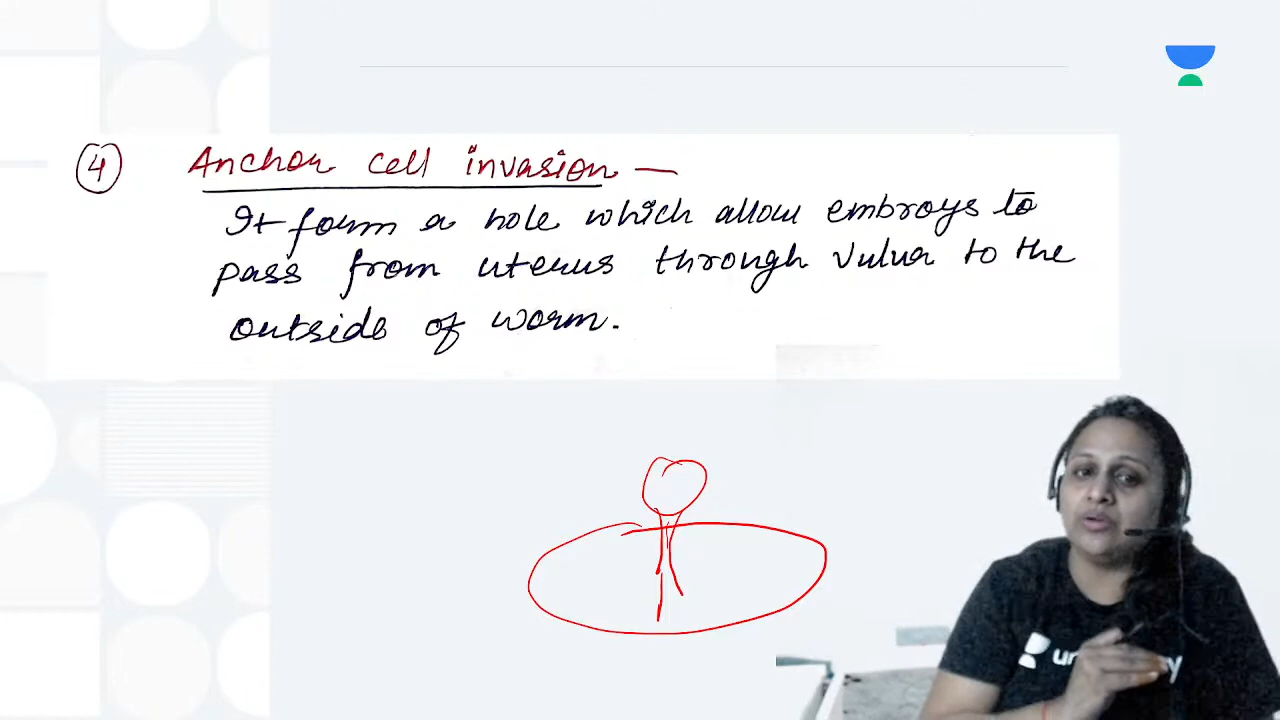 4 Anchor cell invasion —
It form a hole which allow embroys to
pass from uterus through vulva to the
outside of worm.